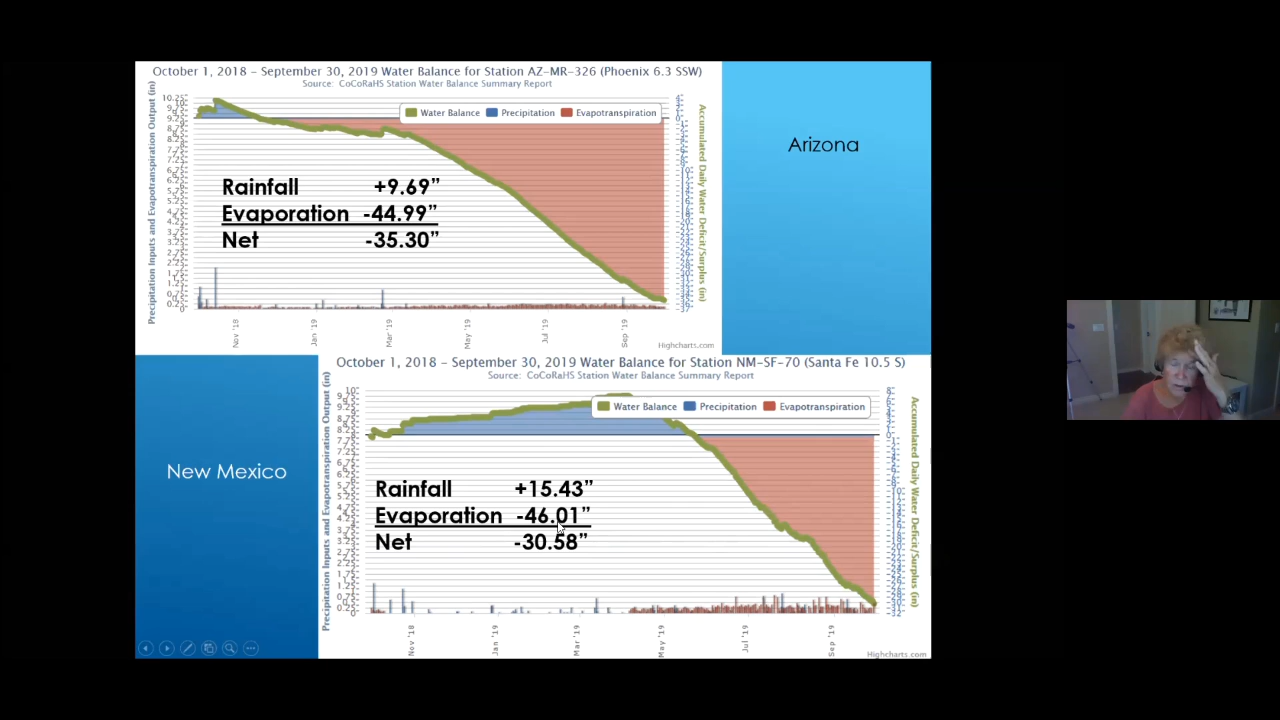 October 1, 2018 – September 30, 2019 Water Balance for Station AZ-MR-326 (Phoenix 6.3 SSW)
Source: CoCoRaHS Station Water Balance Summary Report
Precipitation Inputs and Evapotranspiration Output (in)
Water Balance Precipitation Evapotranspiration
Rainfall +9.69”
Evaporation -44.99”
Net -35.30”
Accumulated Daily Water Deficit/Surplus (in)
Nov '18 Jan '19 Mar '19 May '19 Jul '19 Sep '19
Highcharts.com
Arizona
New Mexico
October 1, 2018 – September 30, 2019 Water Balance for Station NM-SF-70 (Santa Fe 10.5 S)
Source: CoCoRaHS Station Water Balance Summary Report
Precipitation Inputs and Evapotranspiration Output (in)
Water Balance Precipitation Evapotranspiration
Rainfall +15.43”
Evaporation -46.01”
Net -30.58”
Accumulated Daily Water Deficit/Surplus (in)
Nov '18 Jan '19 Mar '19 May '19 Jul '19 Sep '19
Highcharts.com